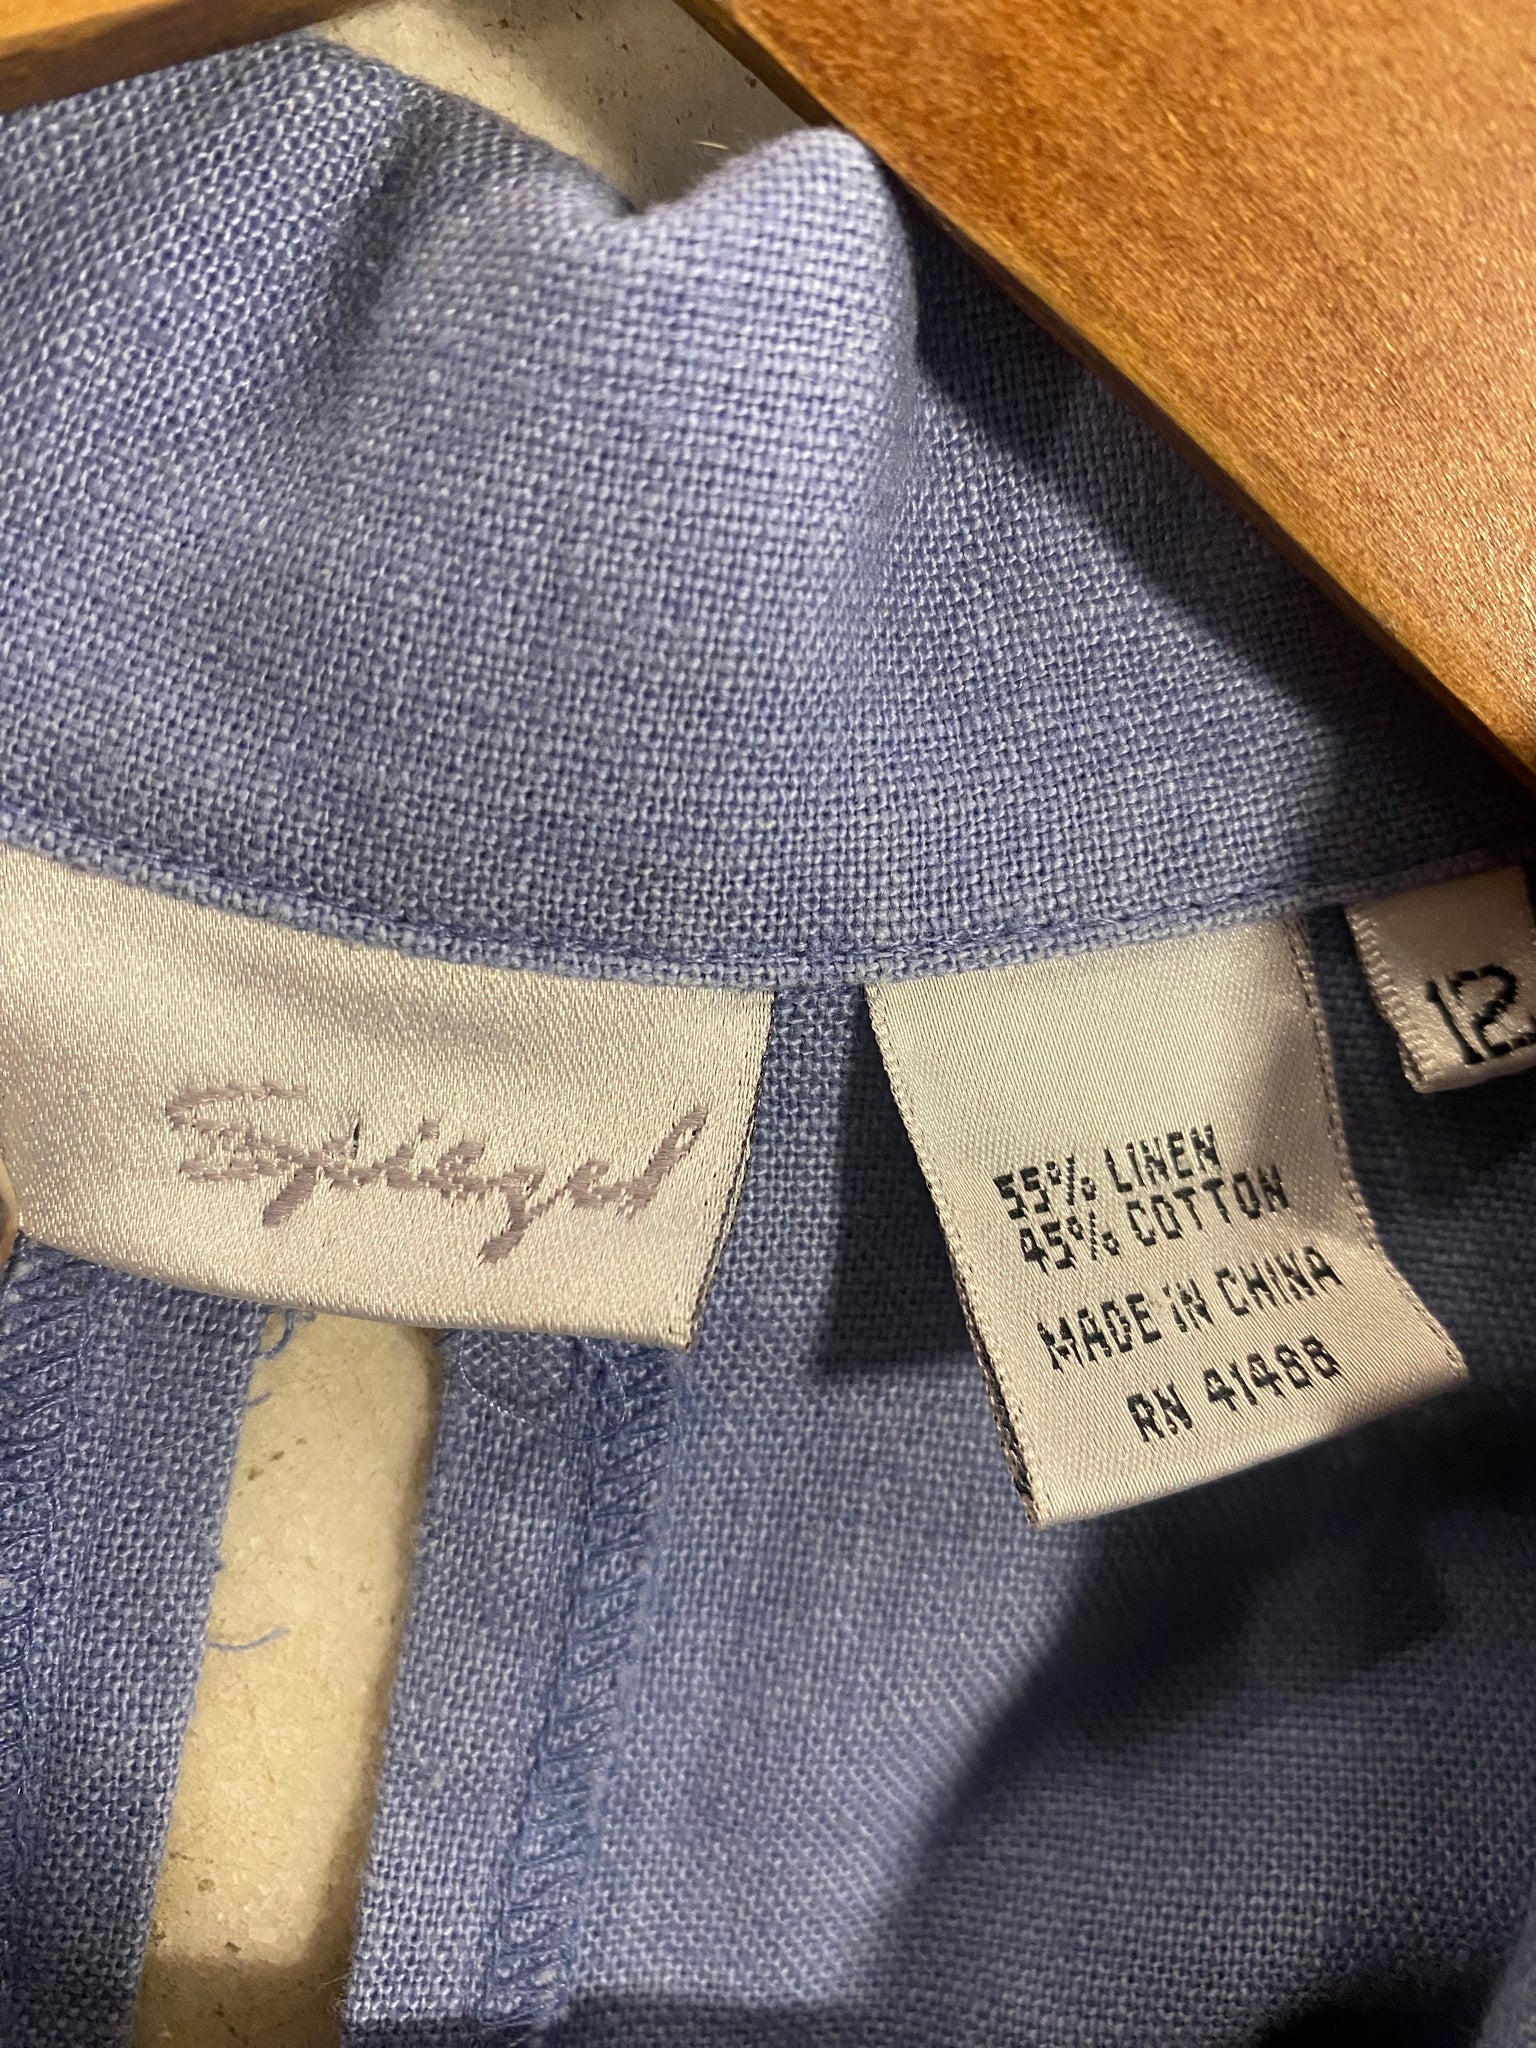 Spiegel
55% LINEN
45% COTTON
MADE IN CHINA
RN 41488
12